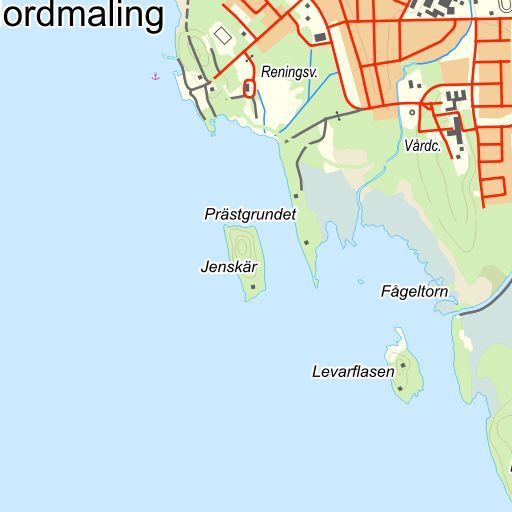 ordmaling
Reningsv.
Vårdc.
Prästgrundet
Jenskär
Fågeltorn
Levarflasen